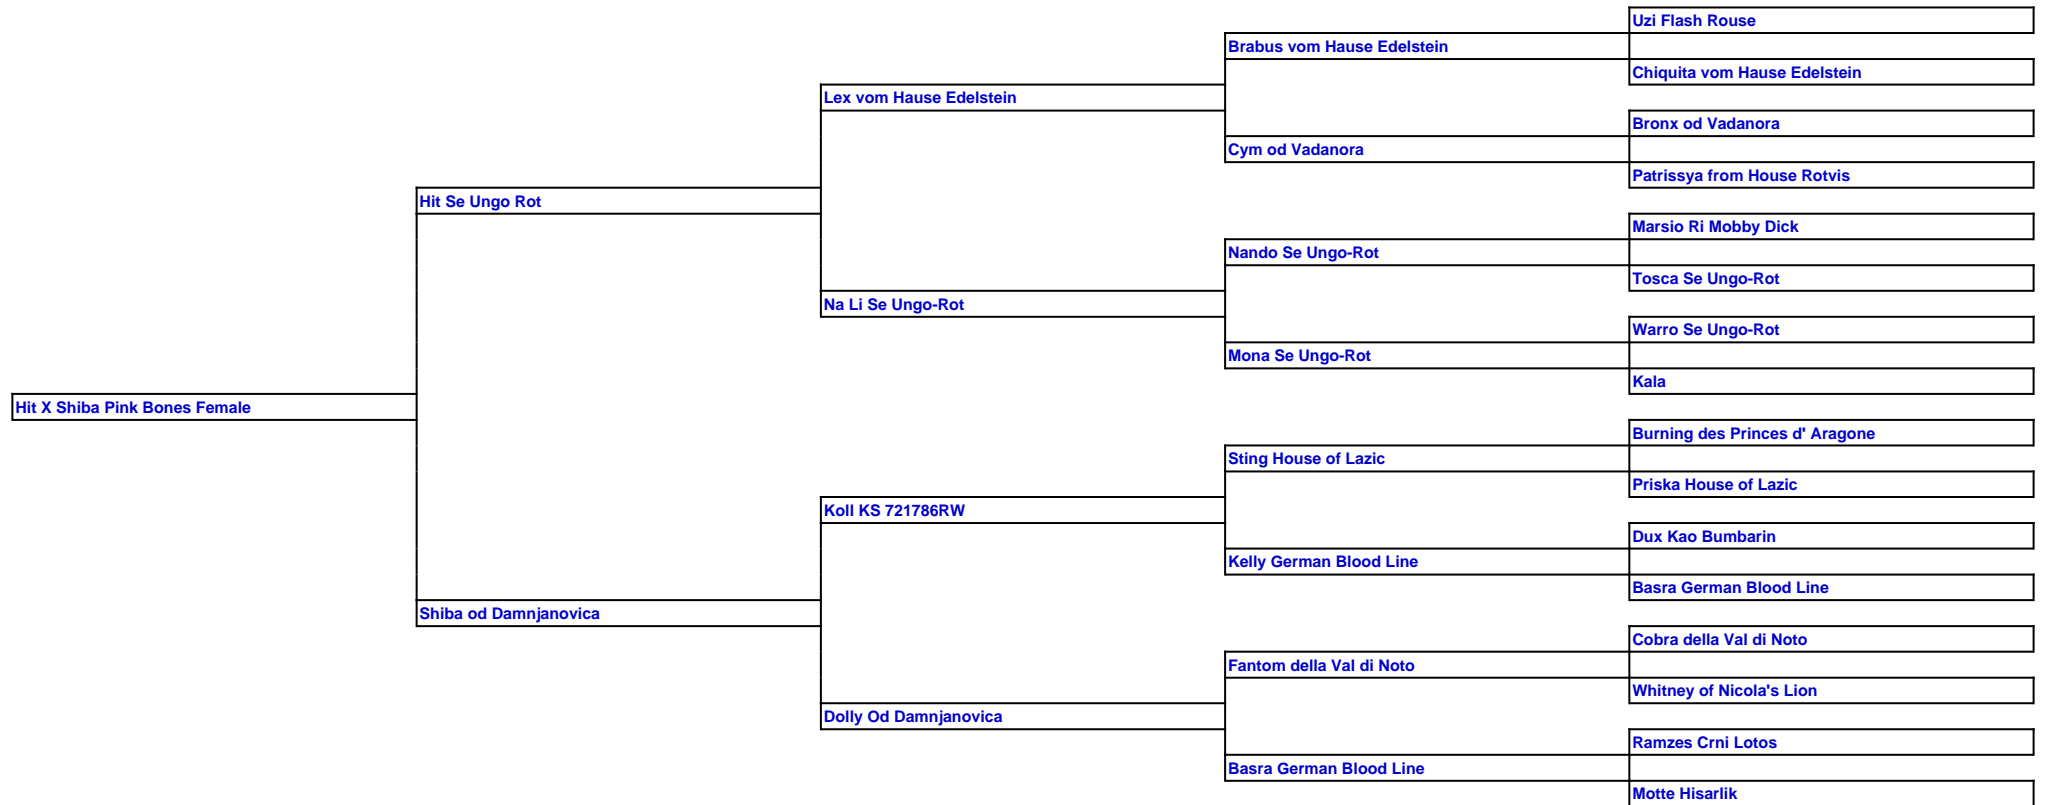 Uzi Flash Rouse
Brabus vom Hause Edelstein
Chiquita vom Hause Edelstein
Lex vom Hause Edelstein
Bronx od Vadanora
Cym od Vadanora
Patrissya from House Rotvis
Hit Se Ungo Rot
Marsio Ri Mobby Dick
Nando Se Ungo-Rot
Tosca Se Ungo-Rot
Na Li Se Ungo-Rot
Warro Se Ungo-Rot
Mona Se Ungo-Rot
Kala
Hit X Shiba Pink Bones Female
Burning des Princes d' Aragone
Sting House of Lazic
Priska House of Lazic
Koll KS 721786RW
Dux Kao Bumbarin
Kelly German Blood Line
Basra German Blood Line
Shiba od Damnjanovica
Cobra della Val di Noto
Fantom della Val di Noto
Whitney of Nicola's Lion
Dolly Od Damnjanovica
Ramzes Crni Lotos
Basra German Blood Line
Motte Hisarlik